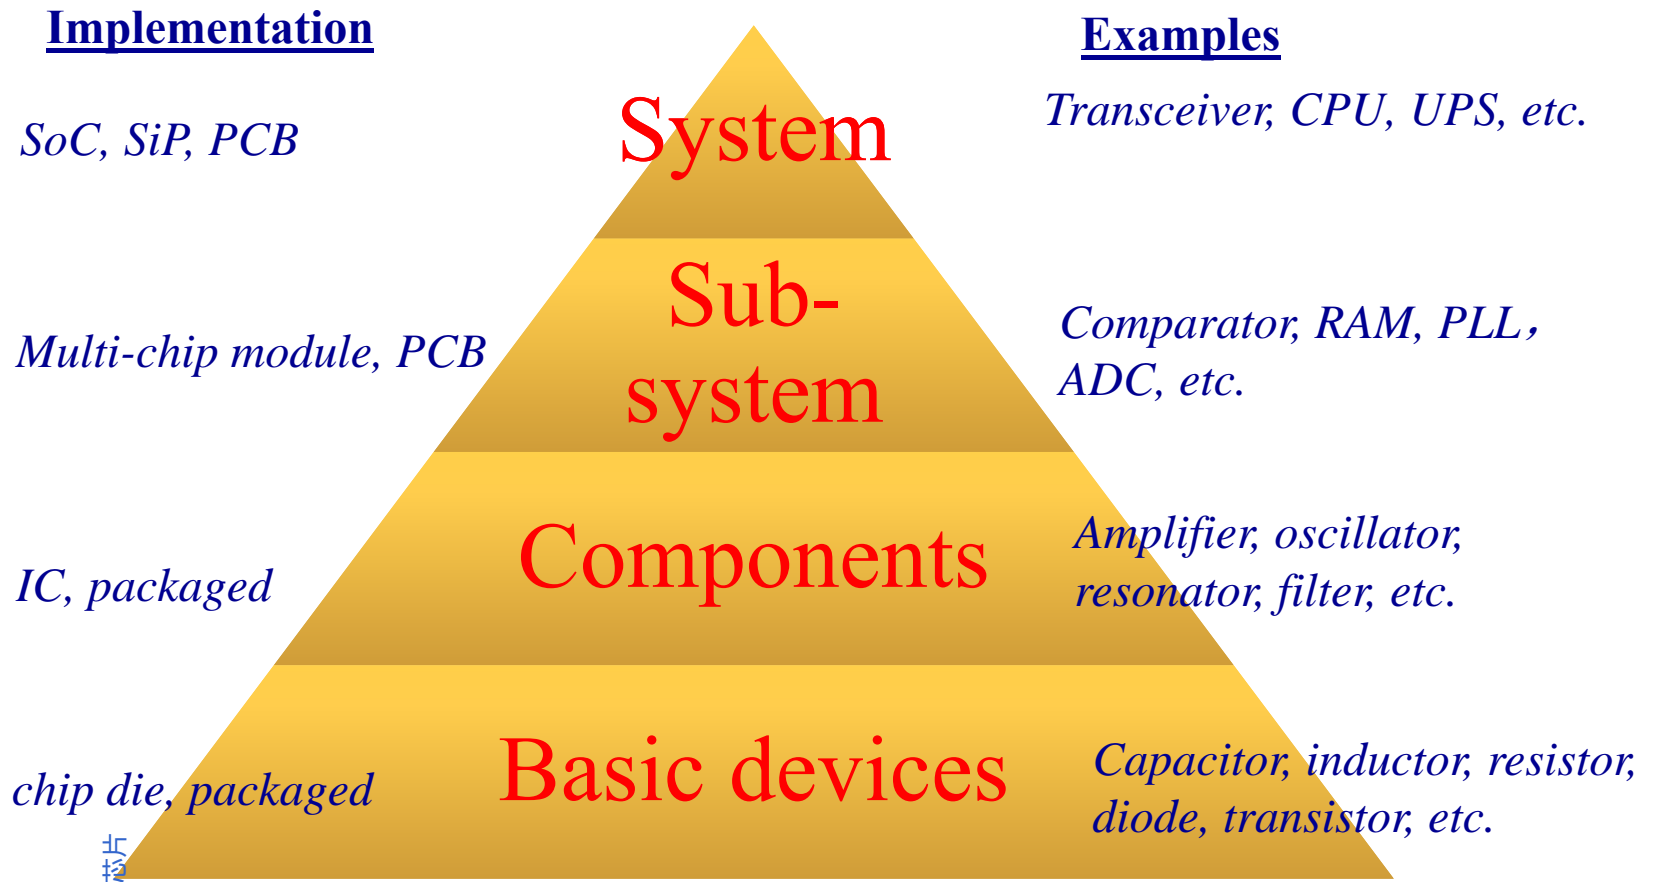 Implementation
Examples
SoC, SiP, PCB
System
Transceiver, CPU, UPS, etc.
Multi-chip module, PCB
Sub-
system
Comparator, RAM, PLL，
ADC, etc.
IC, packaged
Components
Amplifier, oscillator,
resonator, filter, etc.
chip die, packaged
Basic devices
Capacitor, inductor, resistor,
diode, transistor, etc.
芯片